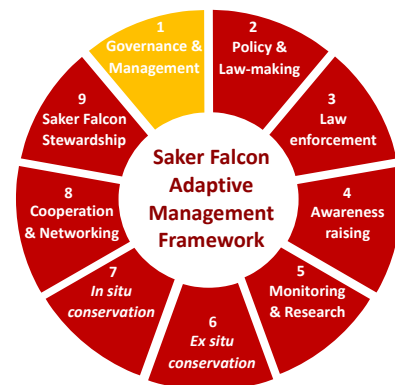 1
Governance &
Management
2
Policy &
Law-making
3
Law
enforcement
4
Awareness
raising
5
Monitoring
& Research
6
Ex situ
conservation
7
In situ
conservation
8
Cooperation
& Networking
9
Saker Falcon
Stewardship
Saker Falcon
Adaptive
Management
Framework